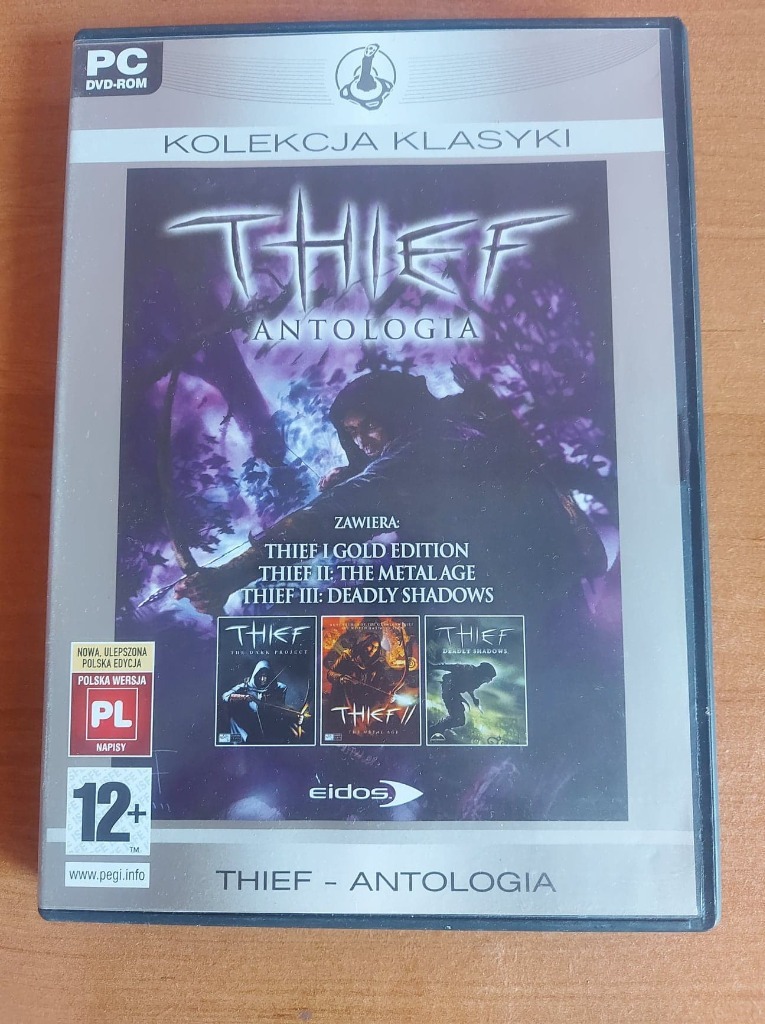 PC
DVD-ROM
KOLEKCJA KLASYKI
THIEF
ANTOLOGIA
ZAWIERA:
THIEF I GOLD EDITION
THIEF II: THE METAL AGE
THIEF III: DEADLY SHADOWS
THIEF
THE DARK PROJECT
THIEF II
THE METAL AGE
THIEF
DEADLY SHADOWS
NOWA, ULEPSZONA
POLSKA EDYCJA
POLSKA WERSJA
PL
NAPISY
12+
TM
www.pegi.info
eidos.
THIEF - ANTOLOGIA